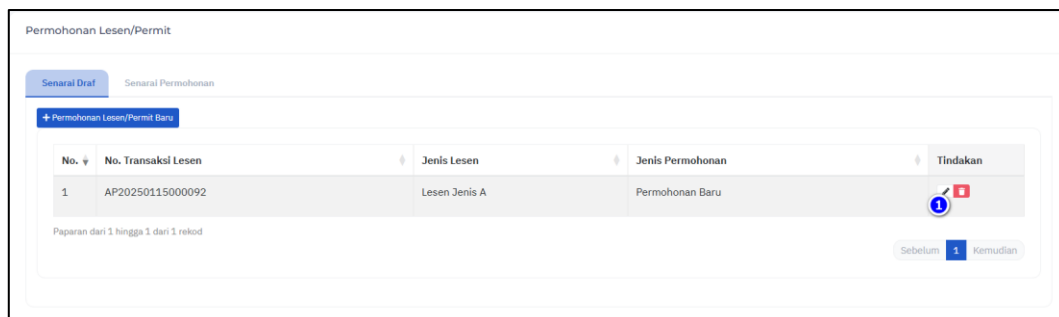 Permohonan Lesen/Permit
Senarai Draf Senarai Permohonan
+ Permohonan Lesen/Permit Baru
No. No. Transaksi Lesen Jenis Lesen Jenis Permohonan Tindakan
1 AP20250115000092 Lesen Jenis A Permohonan Baru
1
Paparan dari 1 hingga 1 dari 1 rekod
Sebelum 1 Kemudian